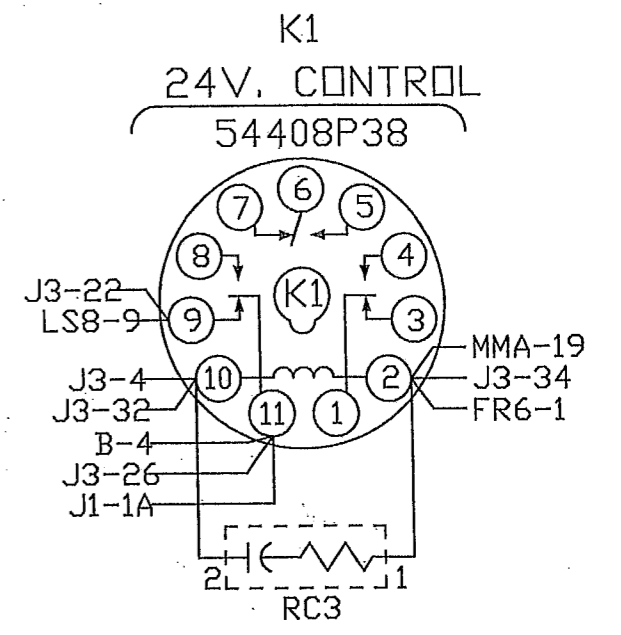 K1
24V. CONTROL
54408P38
6
7
5
8
4
J3-22
K1
LS8-9
9
3
MMA-19
J3-4
10
2
J3-34
J3-32
11
1
FR6-1
B-4
J3-26
J1-1A
2
1
RC3